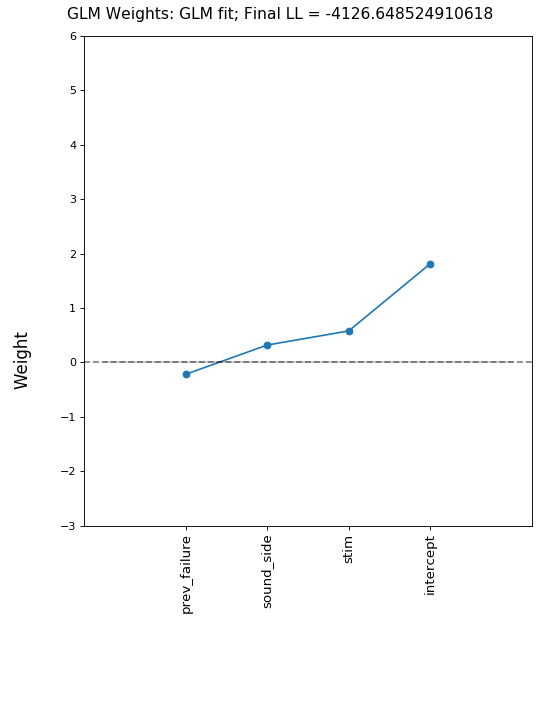 GLM Weights: GLM fit; Final LL = -4126.648524910618
6
5
4
3
2
1
0
−1
−2
−3
Weight
prev_failure
sound_side
stim
intercept